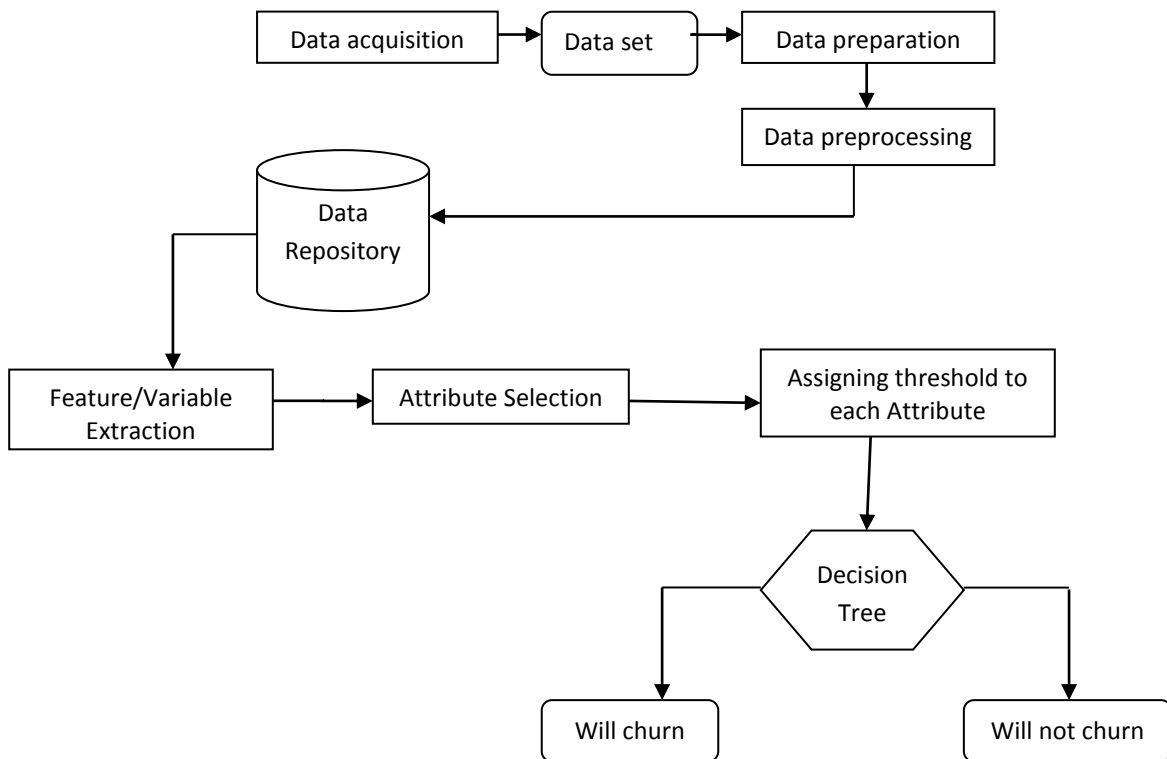 Data acquisition
Data set
Data preparation
Data preprocessing
Data
Repository
Feature/Variable
Extraction
Attribute Selection
Assigning threshold to
each Attribute
Decision
Tree
Will churn
Will not churn